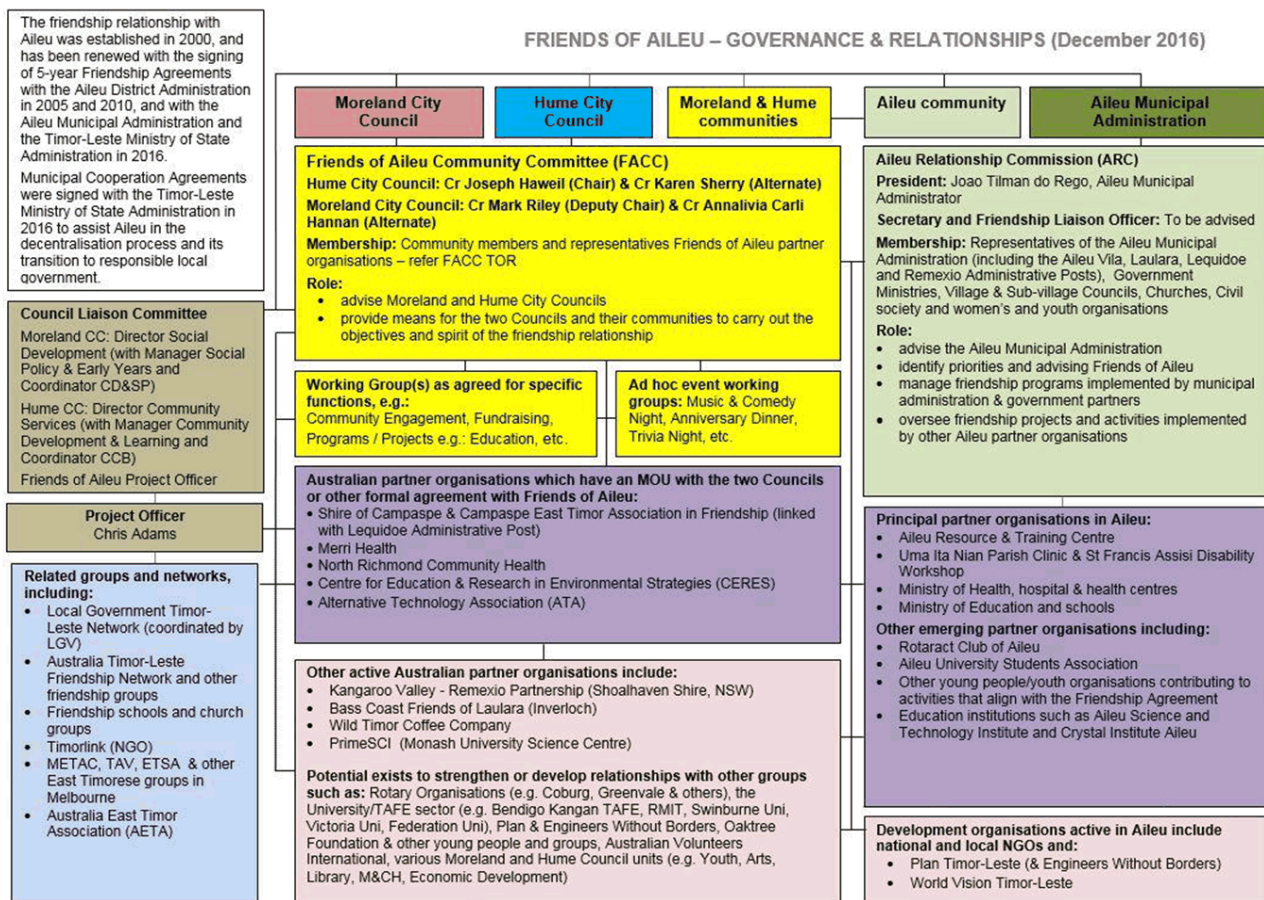 The friendship relationship with
Aileu was established in 2000, and
has been renewed with the signing
of 5-year Friendship Agreements
with the Aileu District Administration
in 2005 and 2010, and with the
Aileu Municipal Administration and
the Timor-Leste Ministry of State
Administration in 2016.
Municipal Cooperation Agreements
were signed with the Timor-Leste
Ministry of State Administration in
2016 to assist Aileu in the
decentralisation process and its
transition to responsible local
government.
FRIENDS OF AILEU – GOVERNANCE & RELATIONSHIPS (December 2016)
Moreland City
Council
Hume City
Council
Moreland & Hume
communities
Aileu community
Aileu Municipal
Administration
Friends of Aileu Community Committee (FACC)
Hume City Council: Cr Joseph Haweil (Chair) & Cr Karen Sherry (Alternate)
Moreland City Council: Cr Mark Riley (Deputy Chair) & Cr Annalivia Carli
Hannan (Alternate)
Membership: Community members and representatives Friends of Aileu partner
organisations – refer FACC TOR
Role:
• advise Moreland and Hume City Councils
• provide means for the two Councils and their communities to carry out the
objectives and spirit of the friendship relationship
Aileu Relationship Commission (ARC)
President: Joao Tilman do Rego, Aileu Municipal
Administrator
Secretary and Friendship Liaison Officer: To be advised
Membership: Representatives of the Aileu Municipal
Administration (including the Aileu Vila, Laulara, Lequidoe
and Remexio Administrative Posts), Government
Ministries, Village & Sub-village Councils, Churches, Civil
society and women's and youth organisations
Role:
• advise the Aileu Municipal Administration
• identify priorities and advising Friends of Aileu
• manage friendship programs implemented by municipal
administration & government partners
• oversee friendship projects and activities implemented
by other Aileu partner organisations
Council Liaison Committee
Moreland CC: Director Social
Development (with Manager Social
Policy & Early Years and
Coordinator CD&SP)
Hume CC: Director Community
Services (with Manager Community
Development & Learning and
Coordinator CCB)
Friends of Aileu Project Officer
Working Group(s) as agreed for specific
functions, e.g.:
Community Engagement, Fundraising,
Programs / Projects e.g.: Education, etc.
Ad hoc event working
groups: Music & Comedy
Night, Anniversary Dinner,
Trivia Night, etc.
Project Officer
Chris Adams
Australian partner organisations which have an MOU with the two Councils
or other formal agreement with Friends of Aileu:
• Shire of Campaspe & Campaspe East Timor Association in Friendship (linked
with Lequidoe Administrative Post)
• Merri Health
• North Richmond Community Health
• Centre for Education & Research in Environmental Strategies (CERES)
• Alternative Technology Association (ATA)
Principal partner organisations in Aileu:
• Aileu Resource & Training Centre
• Uma Ita Nian Parish Clinic & St Francis Assisi Disability
Workshop
• Ministry of Health, hospital & health centres
• Ministry of Education and schools
Other emerging partner organisations including:
• Rotaract Club of Aileu
• Aileu University Students Association
• Other young people/youth organisations contributing to
activities that align with the Friendship Agreement
• Education institutions such as Aileu Science and
Technology Institute and Crystal Institute Aileu
Related groups and networks,
including:
• Local Government Timor-
Leste Network (coordinated by
LGV)
• Australia Timor-Leste
Friendship Network and other
friendship groups
• Friendship schools and church
groups
• Timorlink (NGO)
• METAC, TAV, ETSA & other
East Timorese groups in
Melbourne
• Australia East Timor
Association (AETA)
Other active Australian partner organisations include:
• Kangaroo Valley - Remexio Partnership (Shoalhaven Shire, NSW)
• Bass Coast Friends of Laulara (Inverloch)
• Wild Timor Coffee Company
• PrimeSCI (Monash University Science Centre)
Potential exists to strengthen or develop relationships with other groups
such as: Rotary Organisations (e.g. Coburg, Greenvale & others), the
University/TAFE sector (e.g. Bendigo Kangan TAFE, RMIT, Swinburne Uni,
Victoria Uni, Federation Uni), Plan & Engineers Without Borders, Oaktree
Foundation & other young people and groups, Australian Volunteers
International, various Moreland and Hume Council units (e.g. Youth, Arts,
Library, M&CH, Economic Development)
Development organisations active in Aileu include
national and local NGOs and:
• Plan Timor-Leste (& Engineers Without Borders)
• World Vision Timor-Leste